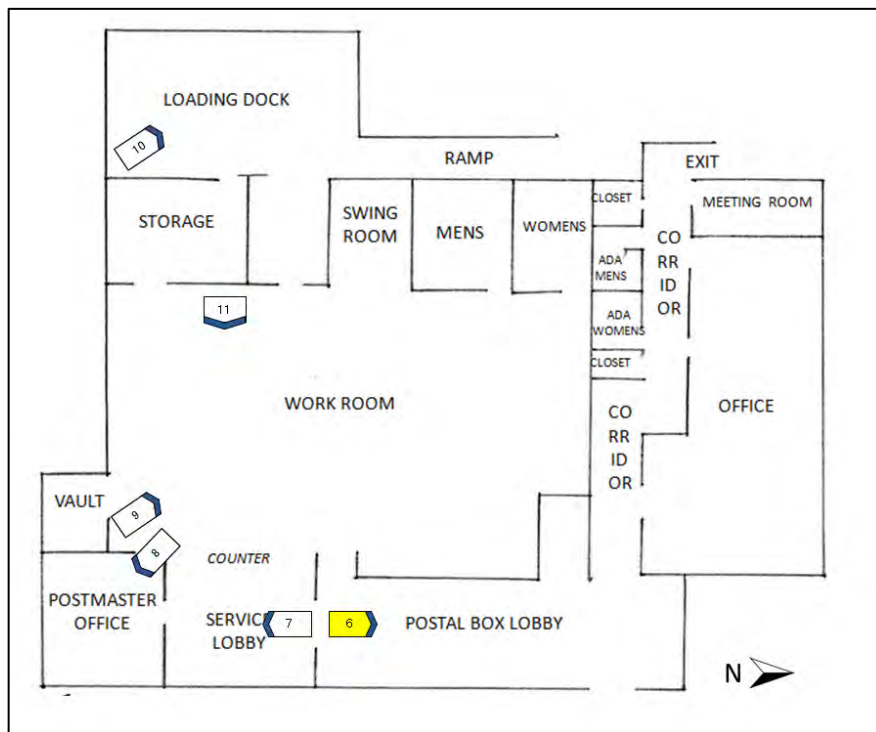 LOADING DOCK
10
RAMP
EXIT
STORAGE
SWING
ROOM
MENS
WOMENS
CLOSET
MEETING ROOM
ADA
MENS
CO
RR
ID
OR
11
ADA
WOMENS
CLOSET
WORK ROOM
CO
RR
ID
OR
OFFICE
VAULT
9
8
COUNTER
POSTMASTER
OFFICE
SERVICE
LOBBY
7
6
POSTAL BOX LOBBY
N